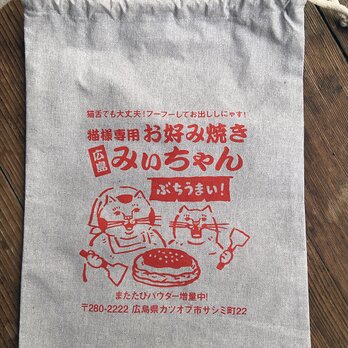 猫舌でも大丈夫！フーフーしてお出ししにゃす！
猫様専用 お好み焼き
広島 みぃちゃん
ぶちうまい！
またたびパウダー増量中！
〒280-2222 広島県カツオブ市サシミ町22